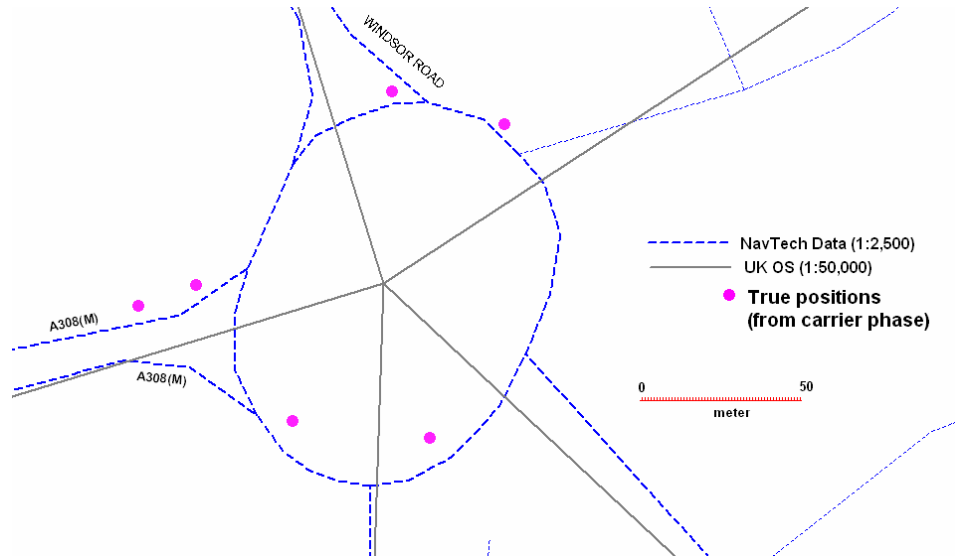 WINDSOR ROAD
NavTech Data (1:2,500)
UK OS (1:50,000)
True positions
(from carrier phase)
A308(M)
A308(M)
0 50
meter